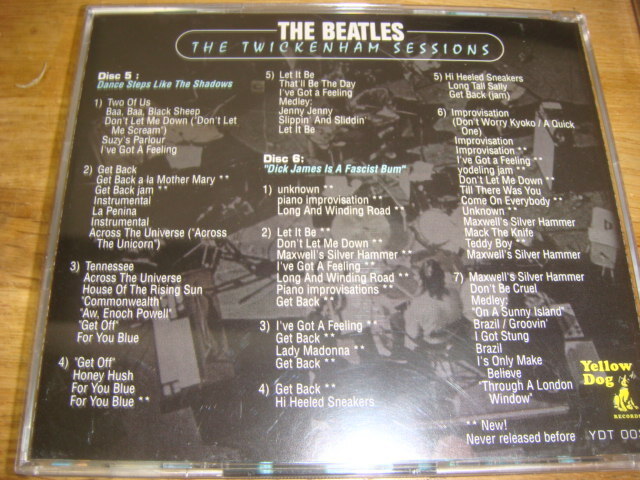 THE BEATLES
THE TWICKENHAM SESSIONS
Disc 5 :
Dance Steps Like The Shadows
1) Two Of Us
Baa, Baa, Black Sheep
Don't Let Me Down ("Don't Let
Me Scream")
Suzy's Parlour
I've Got A Feeling
2) Get Back
Get Back a la Mother Mary **
Get Back jam **
Instrumental
La Penina
Instrumental
Across The Universe ("Across
The Unicorn")
3) Tennessee
Across The Universe
House Of The Rising Sun
"Commonwealth"
"Aw, Enoch Powell"
"Get Off"
For You Blue
4) "Get Off"
Honey Hush
For You Blue
For You Blue **
5) Let It Be
That'll Be The Day
I've Got a Feeling
Medley:
Jenny Jenny
Slippin' And Sliddin'
Let It Be
Disc 6:
"Dick James Is A Fascist Bum"
1) unknown **
piano improvisation **
Long And Winding Road **
2) Let It Be **
Don't Let Me Down **
Maxwell's Silver Hammer **
I've Got A Feeling **
Long And Winding Road **
Piano improvisations **
Get Back **
3) I've Got A Feeling **
Get Back **
Lady Madonna **
Get Back **
4) Get Back **
Hi Heeled Sneakers
5) Hi Heeled Sneakers
Long Tall Sally
Get Back (jam)
6) Improvisation
(Don't Worry Kyoko / A Quick
One)
Improvisation
Improvisation **
I've Got a Feeling **
yodeling jam **
Don't Let Me Down **
Till There Was You
Come On Everybody **
Unknown **
Maxwell's Silver Hammer
Mack The Knife
Teddy Boy **
Maxwell's Silver Hammer
7) Maxwell's Silver Hammer
Don't Be Cruel
Medley:
"On A Sunny Island"
Brazil / Groovin'
I Got Stung
Brazil
I's Only Make
Believe
"Through A London
Window"
** New!
Never released before
Yellow
Dog
RECORDS
YDT 00